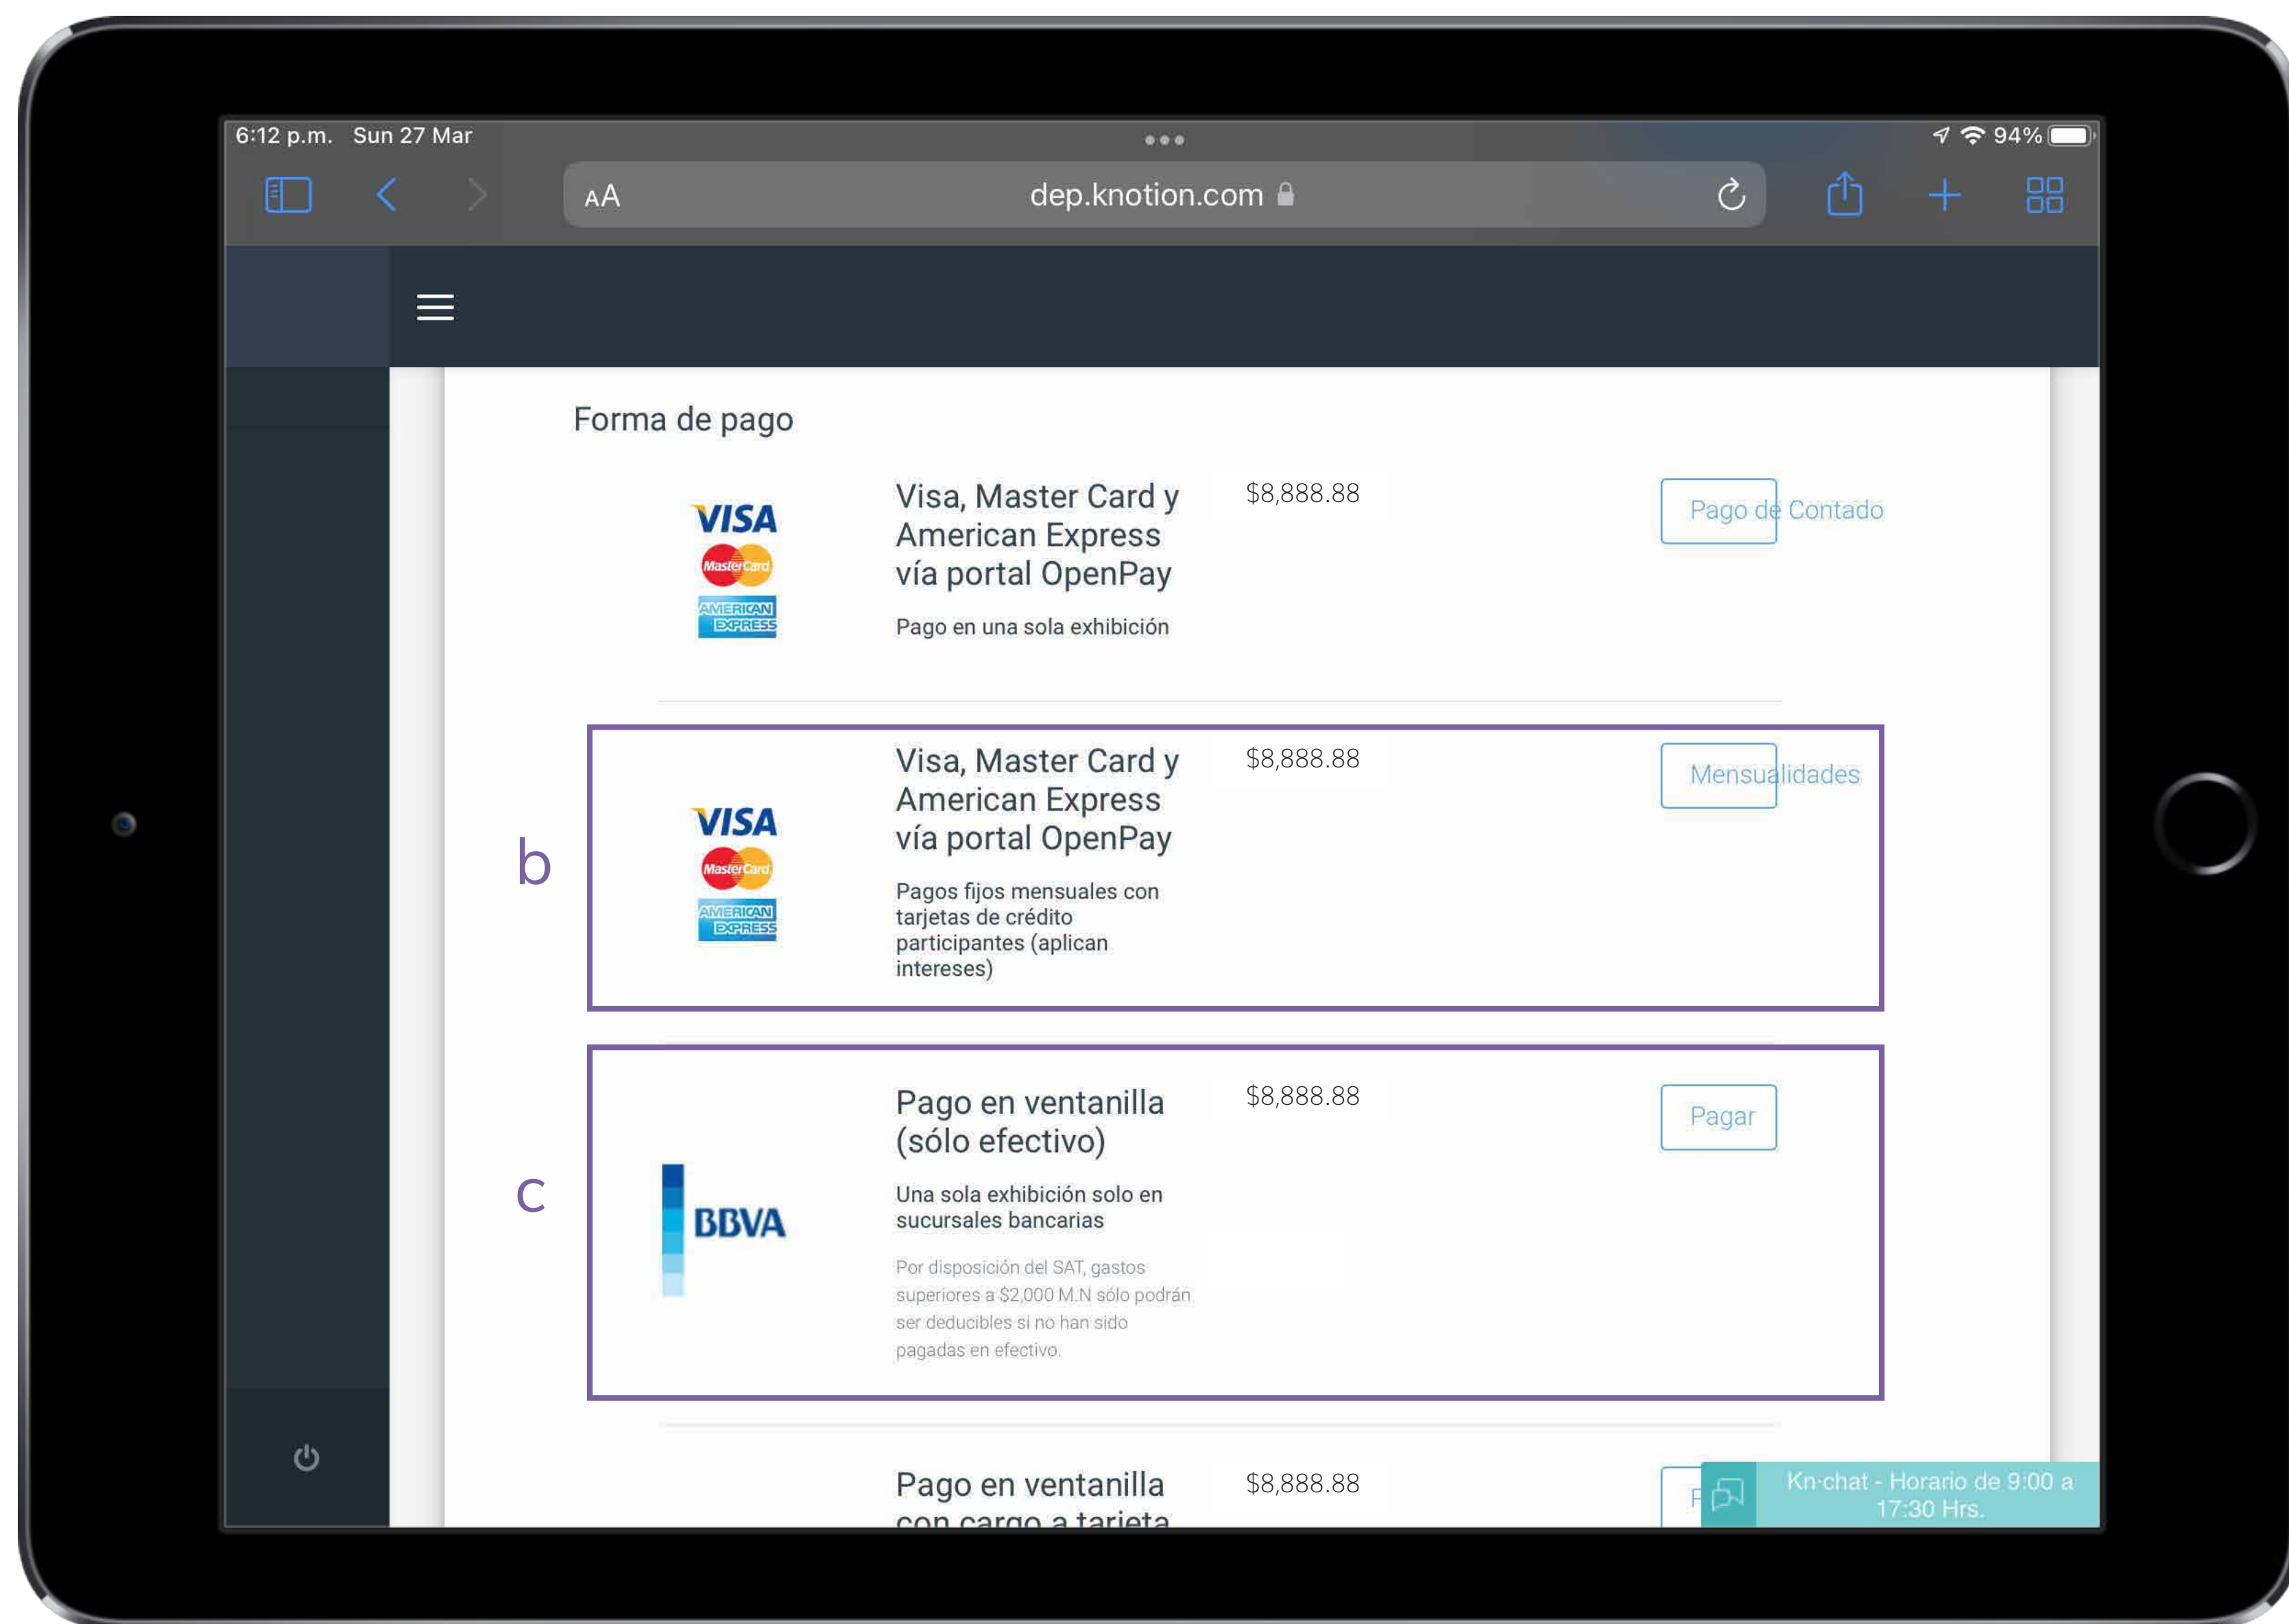 6:12 p.m. Sun 27 Mar
94%
AA
dep.knotion.com
Forma de pago
VISA
MasterCard
AMERICAN
EXPRESS
Visa, Master Card y
American Express
vía portal OpenPay
Pago en una sola exhibición
$8,888.88
Pago de Contado
b
VISA
MasterCard
AMERICAN
EXPRESS
Visa, Master Card y
American Express
vía portal OpenPay
Pagos fijos mensuales con
tarjetas de crédito
participantes (aplican
intereses)
$8,888.88
Mensualidades
c
BBVA
Pago en ventanilla
(sólo efectivo)
Una sola exhibición solo en
sucursales bancarias
Por disposición del SAT, gastos
superiores a $2,000 M.N sólo podrán
ser deducibles si no han sido
pagadas en efectivo.
$8,888.88
Pagar
Pago en ventanilla
con cargo a tarjeta
$8,888.88
Kn-chat - Horario de 9:00 a
17:30 Hrs.